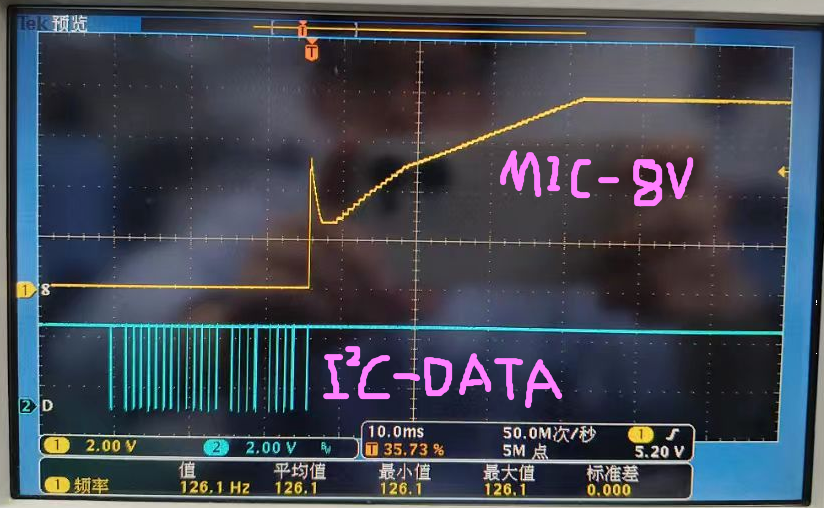 Tek 预览
T
T
MIC-8V
1
I²C-DATA
2 D
1 2.00 V 2 2.00 V BW
10.0ms 50.0M次/秒 1
T 35.73 % 5M 点 5.20 V
值 平均值 最小值 最大值 标准差
1 频率 126.1 Hz 126.1 126.1 126.1 0.000